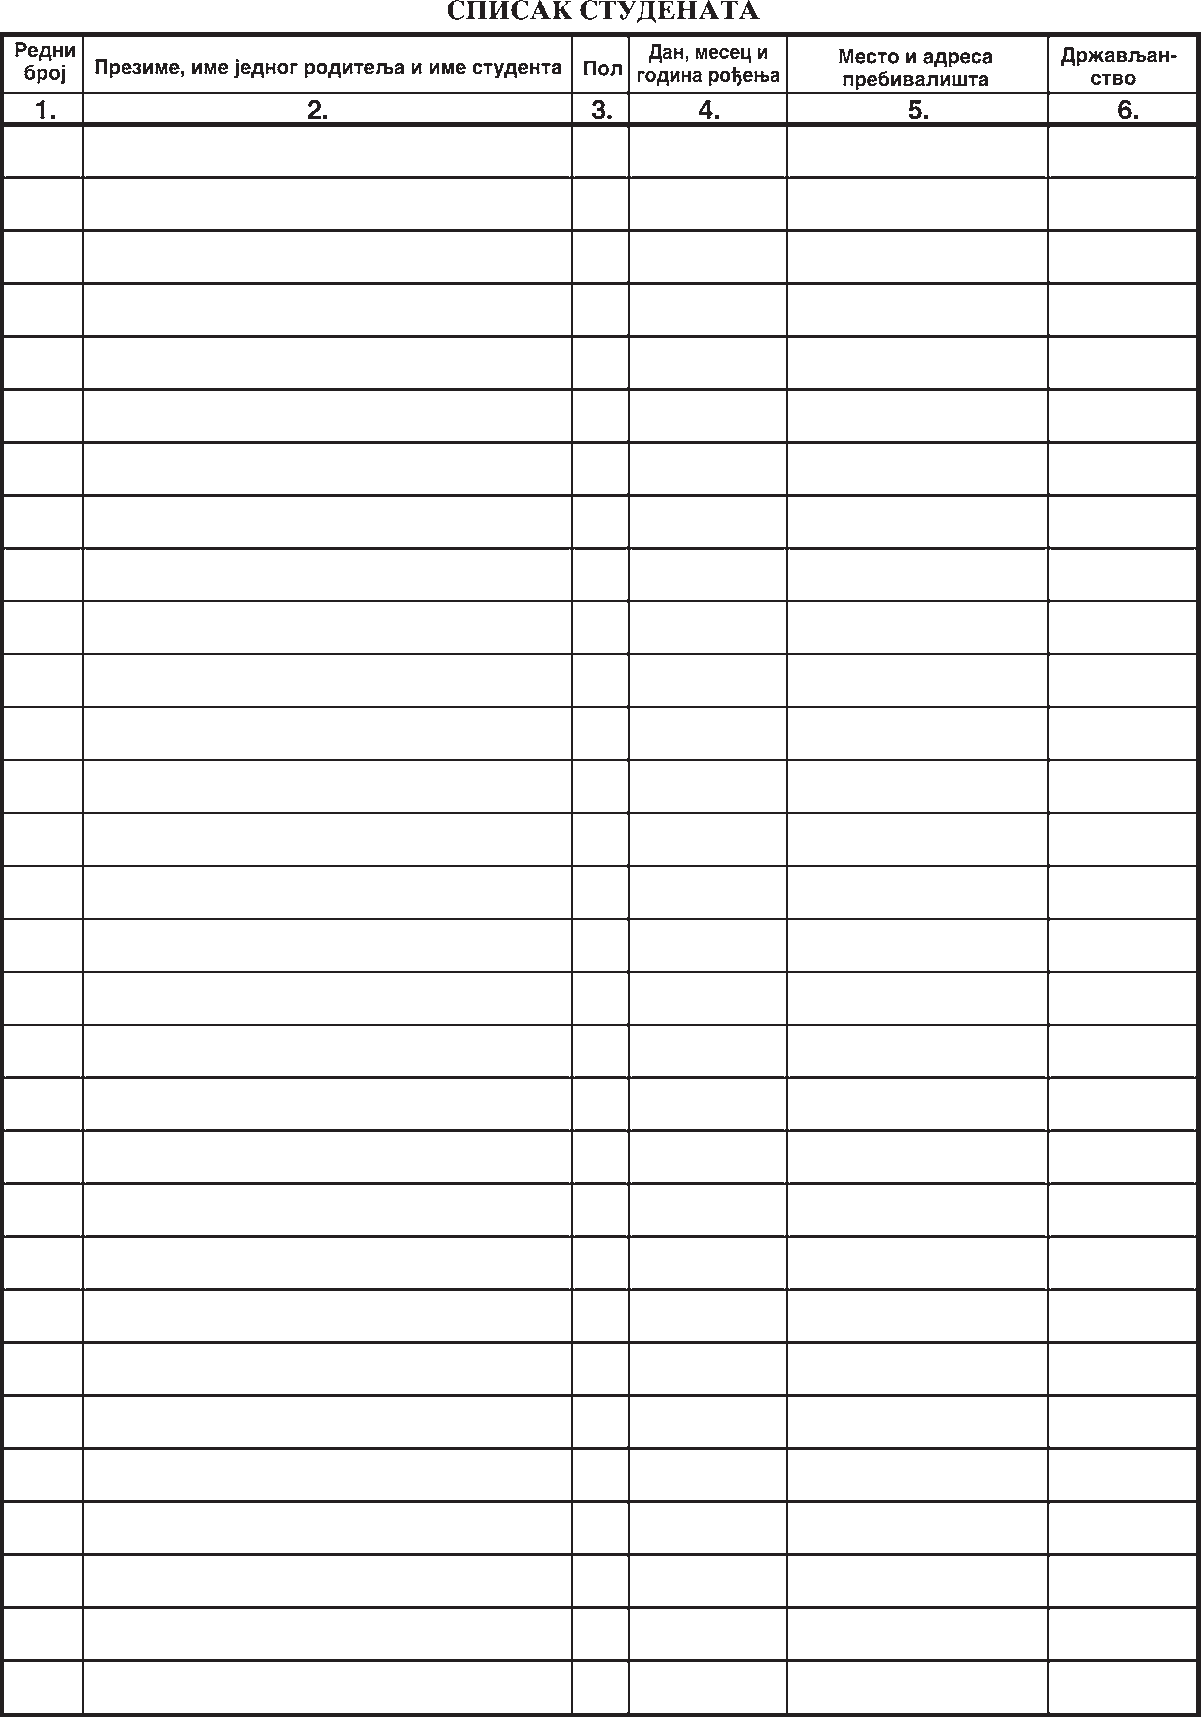 СПИСАК СТУДЕНАТА
Редни
број
Презиме, име једног родитеља и име студента
Пол
Дан, месец и
година рођења
Место и адреса
пребивалишта
Држављан-
ство
1. 2. 3. 4. 5. 6.